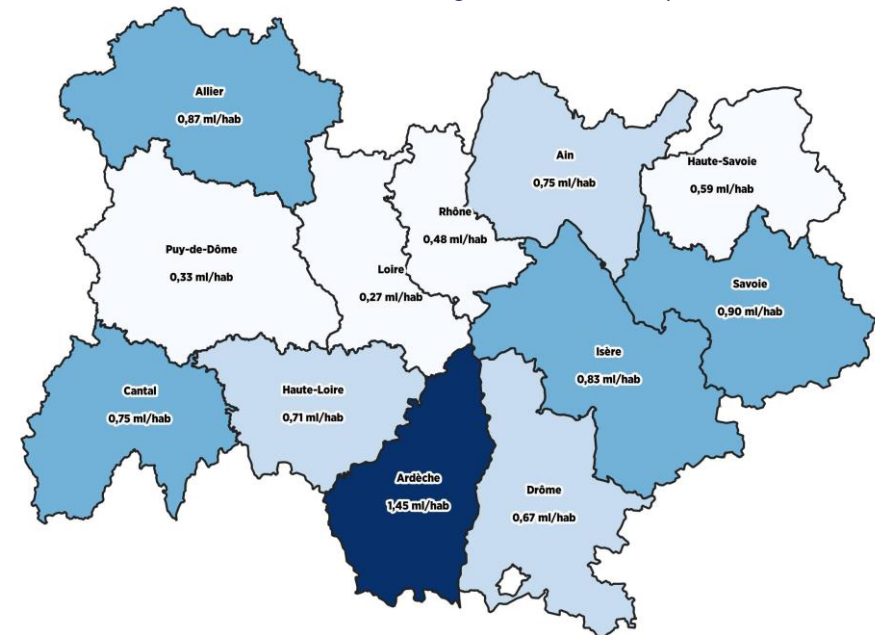 Allier
0,87 ml/hab
Ain
0,75 ml/hab
Haute-Savoie
0,59 ml/hab
Rhône
0,48 ml/hab
Puy-de-Dôme
0,33 ml/hab
Loire
0,27 ml/hab
Savoie
0,90 ml/hab
Isère
0,83 ml/hab
Cantal
0,75 ml/hab
Haute-Loire
0,71 ml/hab
Ardèche
1,45 ml/hab
Drôme
0,67 ml/hab